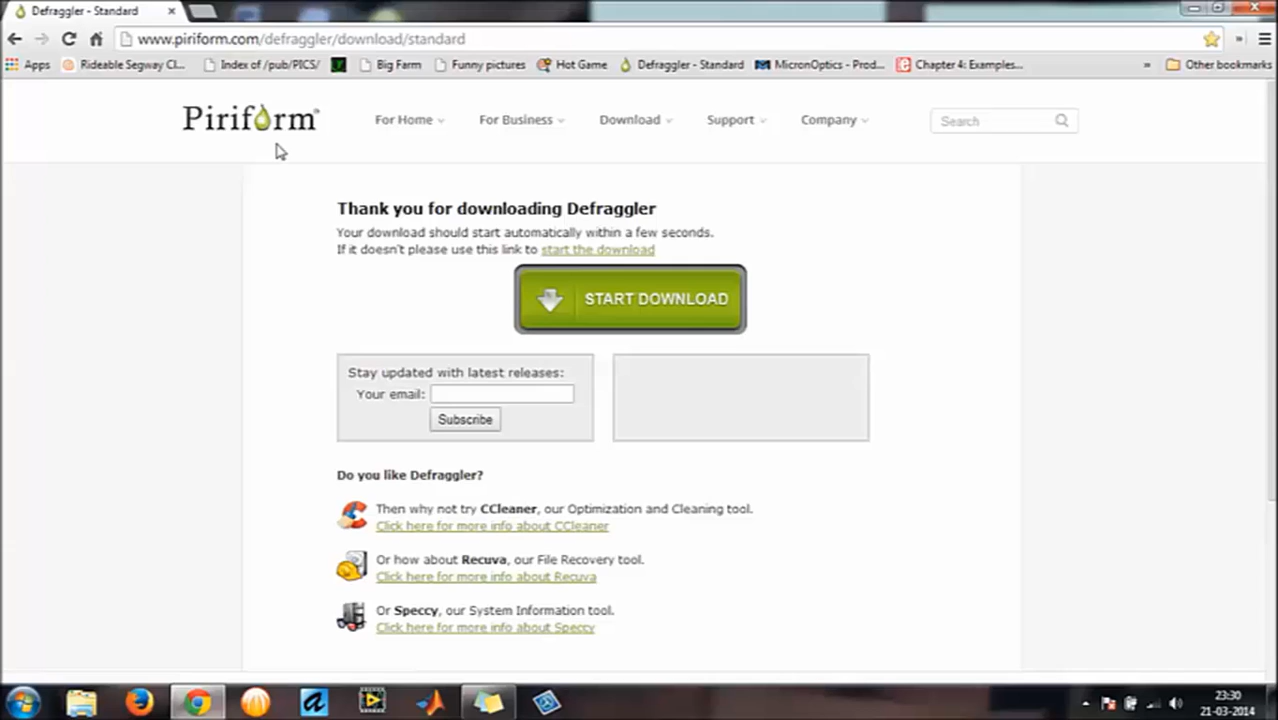 Defraggler - Standard
www.piriform.com/defraggler/download/standard
Apps Rideable Segway Cl... Index of /pub/PICS/ Big Farm Funny pictures Hot Game Defraggler - Standard MicronOptics - Prod... Chapter 4: Examples... » Other bookmarks
Piriform For Home For Business Download Support Company Search
Thank you for downloading Defraggler
Your download should start automatically within a few seconds.
If it doesn't please use this link to start the download
START DOWNLOAD
Stay updated with latest releases:
Your email:
Subscribe
Do you like Defraggler?
Then why not try CCleaner, our Optimization and Cleaning tool.
Click here for more info about CCleaner
Or how about Recuva, our File Recovery tool.
Click here for more info about Recuva
Or Speccy, our System Information tool.
Click here for more info about Speccy
23:30
21-03-2014